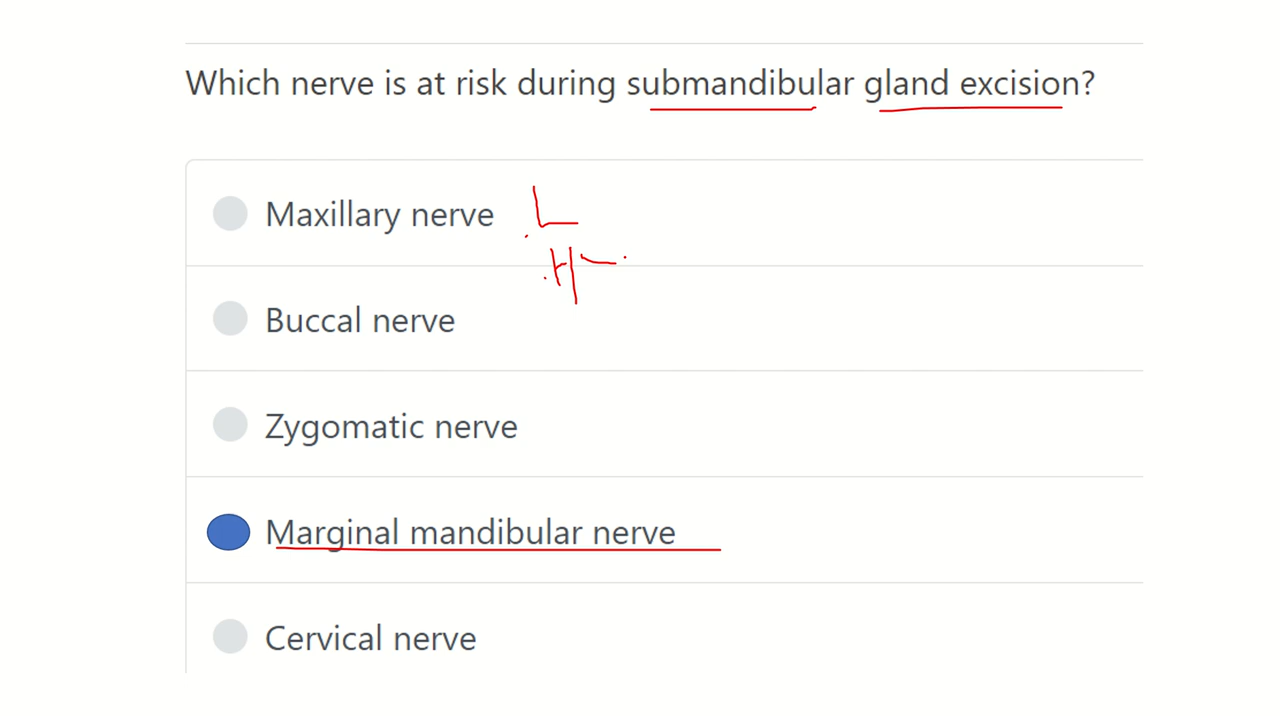 Which nerve is at risk during submandibular gland excision?
Maxillary nerve L
Buccal nerve
Zygomatic nerve
Marginal mandibular nerve
Cervical nerve